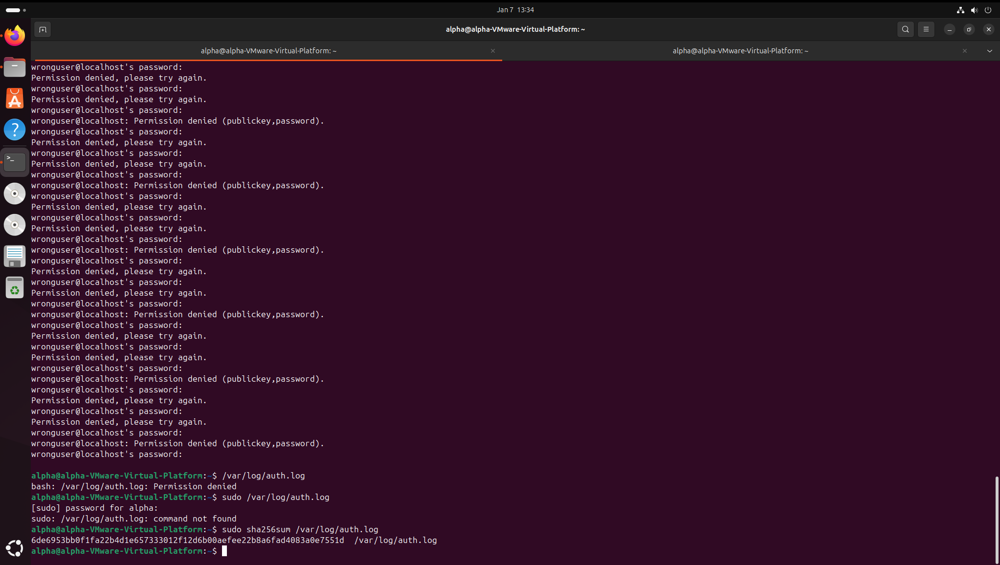 Jan 7 13:34
alpha@alpha-VMware-Virtual-Platform: ~
alpha@alpha-VMware-Virtual-Platform: ~
alpha@alpha-VMware-Virtual-Platform: ~
wronguser@localhost's password:
Permission denied, please try again.
wronguser@localhost's password:
Permission denied, please try again.
wronguser@localhost's password:
wronguser@localhost: Permission denied (publickey,password).
wronguser@localhost's password:
Permission denied, please try again.
wronguser@localhost's password:
Permission denied, please try again.
wronguser@localhost's password:
wronguser@localhost: Permission denied (publickey,password).
wronguser@localhost's password:
Permission denied, please try again.
wronguser@localhost's password:
Permission denied, please try again.
wronguser@localhost's password:
wronguser@localhost: Permission denied (publickey,password).
wronguser@localhost's password:
Permission denied, please try again.
wronguser@localhost's password:
Permission denied, please try again.
wronguser@localhost's password:
wronguser@localhost: Permission denied (publickey,password).
wronguser@localhost's password:
Permission denied, please try again.
wronguser@localhost's password:
Permission denied, please try again.
wronguser@localhost's password:
wronguser@localhost: Permission denied (publickey,password).
wronguser@localhost's password:
Permission denied, please try again.
wronguser@localhost's password:
Permission denied, please try again.
wronguser@localhost's password:
wronguser@localhost: Permission denied (publickey,password).
wronguser@localhost's password:
alpha@alpha-VMware-Virtual-Platform:~$ /var/log/auth.log
bash: /var/log/auth.log: Permission denied
alpha@alpha-VMware-Virtual-Platform:~$ sudo /var/log/auth.log
[sudo] password for alpha:
sudo: /var/log/auth.log: command not found
alpha@alpha-VMware-Virtual-Platform:~$ sudo sha256sum /var/log/auth.log
6de6953bb0f1fa22b4d1e657333012f12d6b00aefee22b8a6fad4083a0e7551d  /var/log/auth.log
alpha@alpha-VMware-Virtual-Platform:~$